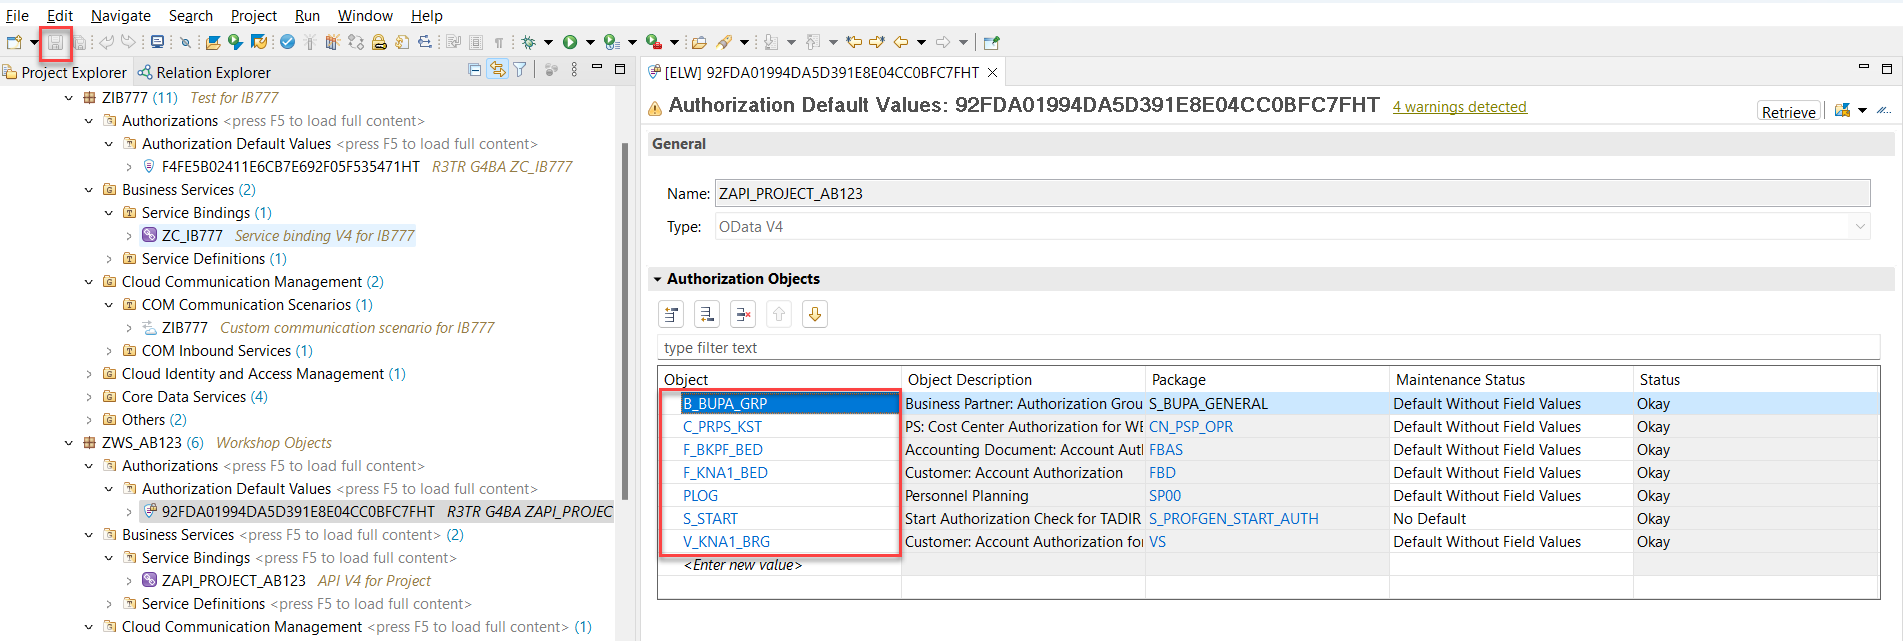 File Edit Navigate Search Project Run Window Help
Project Explorer Relation Explorer
ZIB777 (11) Test for IB777
Authorizations <press F5 to load full content>
Authorization Default Values <press F5 to load full content>
F4FE5B02411E6CB7E692F05F535471HT R3TR G4BA ZC_IB777
Business Services (2)
Service Bindings (1)
ZC_IB777 Service binding V4 for IB777
Service Definitions (1)
Cloud Communication Management (2)
COM Communication Scenarios (1)
ZIB777 Custom communication scenario for IB777
COM Inbound Services (1)
Cloud Identity and Access Management (1)
Core Data Services (4)
Others (2)
ZWS_AB123 (6) Workshop Objects
Authorizations <press F5 to load full content>
Authorization Default Values <press F5 to load full content>
92FDA01994DA5D391E8E04CC0BFC7FHT R3TR G4BA ZAPI_PROJEC
Business Services <press F5 to load full content> (2)
Service Bindings <press F5 to load full content>
ZAPI_PROJECT_AB123 API V4 for Project
Service Definitions <press F5 to load full content>
Cloud Communication Management <press F5 to load full content> (1)
[ELW] 92FDA01994DA5D391E8E04CC0BFC7FHT
Authorization Default Values: 92FDA01994DA5D391E8E04CC0BFC7FHT 4 warnings detected
Retrieve
General
Name: ZAPI_PROJECT_AB123
Type: OData V4
Authorization Objects
type filter text
Object Object Description Package Maintenance Status Status
B_BUPA_GRP Business Partner: Authorization Grou S_BUPA_GENERAL Default Without Field Values Okay
C_PRPS_KST PS: Cost Center Authorization for WE CN_PSP_OPR Default Without Field Values Okay
F_BKPF_BED Accounting Document: Account Aut FBAS Default Without Field Values Okay
F_KNA1_BED Customer: Account Authorization FBD Default Without Field Values Okay
PLOG Personnel Planning SP00 Default Without Field Values Okay
S_START Start Authorization Check for TADIR S_PROFGEN_START_AUTH No Default Okay
V_KNA1_BRG Customer: Account Authorization for VS Default Without Field Values Okay
<Enter new value>